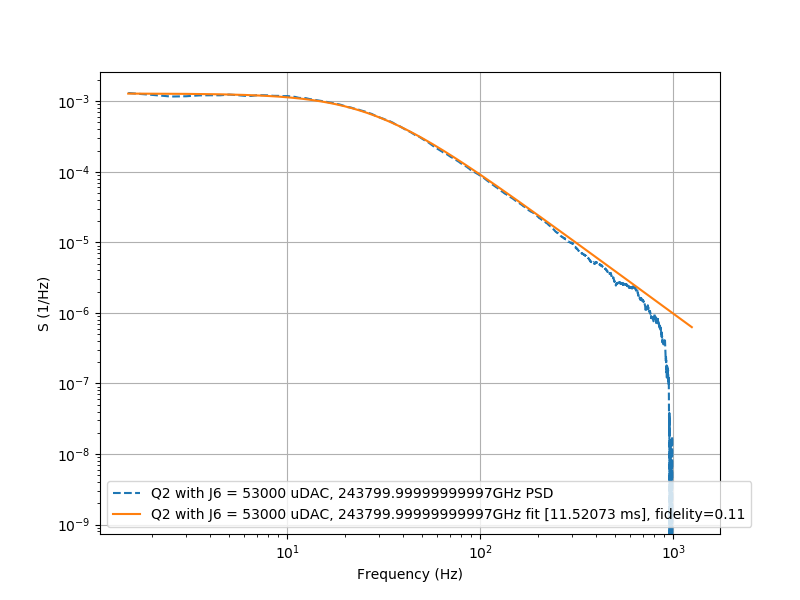 10⁻³
10⁻⁴
10⁻⁵
10⁻⁶
10⁻⁷
10⁻⁸
10⁻⁹
S (1/Hz)
Q2 with J6 = 53000 uDAC, 243799.99999999997GHz PSD
Q2 with J6 = 53000 uDAC, 243799.99999999997GHz fit [11.52073 ms], fidelity=0.11
10¹ 10² 10³
Frequency (Hz)